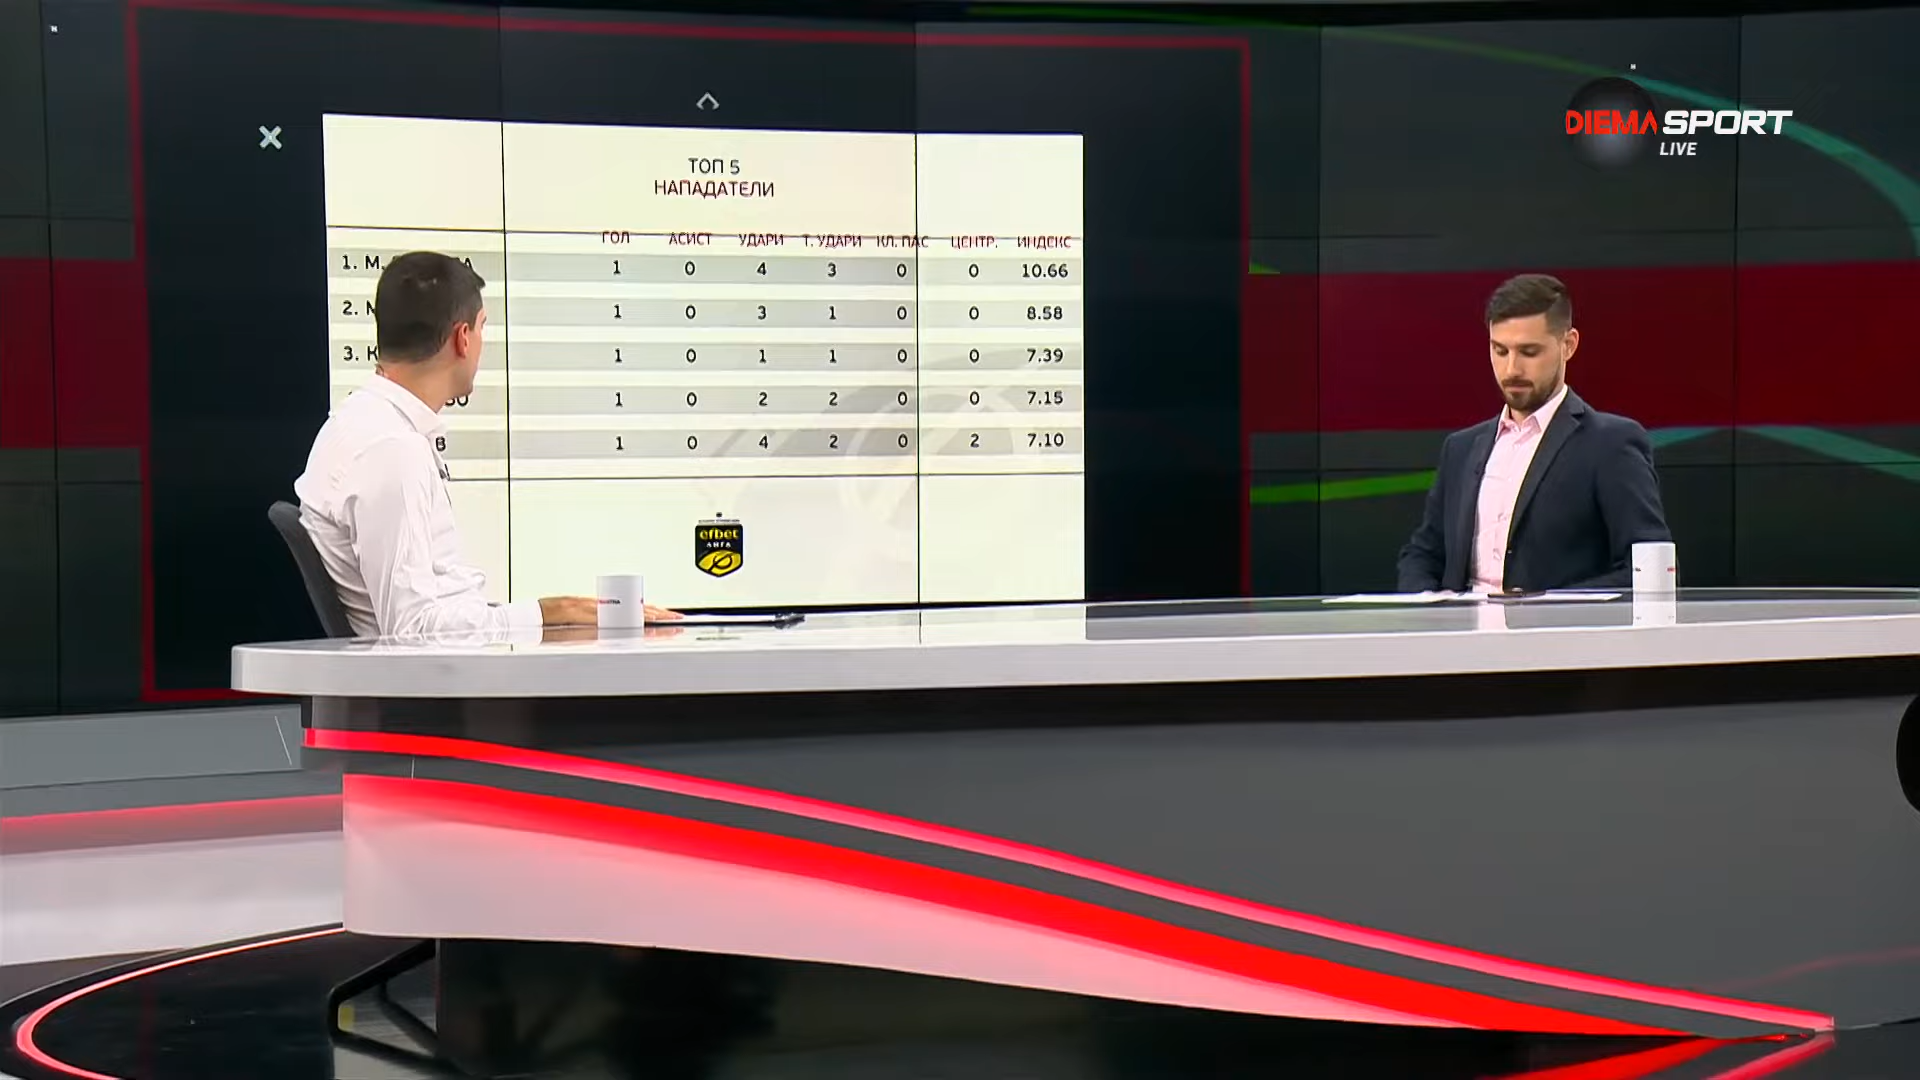 DIEMA SPORT
LIVE
ТОП 5
НАПАДАТЕЛИ
ГОЛ АСИСТ УДАРИ Т. УДАРИ КЛ. ПАС ЦЕНТР. ИНДЕКС
1. М. 1 0 4 3 0 0 10.66
2. 1 0 3 1 0 0 8.58
3. К 1 0 1 1 0 0 7.39
1 0 2 2 0 0 7.15
В 1 0 4 2 0 2 7.10
efbet
ЛИГА